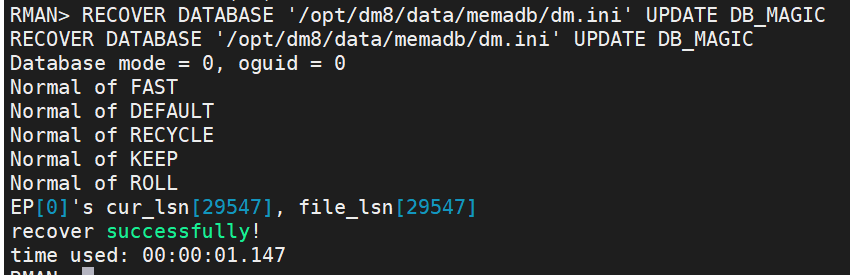 RMAN> RECOVER DATABASE '/opt/dm8/data/memadb/dm.ini' UPDATE DB_MAGIC
RECOVER DATABASE '/opt/dm8/data/memadb/dm.ini' UPDATE DB_MAGIC
Database mode = 0, oguid = 0
Normal of FAST
Normal of DEFAULT
Normal of RECYCLE
Normal of KEEP
Normal of ROLL
EP[0]'s cur_lsn[29547], file_lsn[29547]
recover successfully!
time used: 00:00:01.147
RMAN>